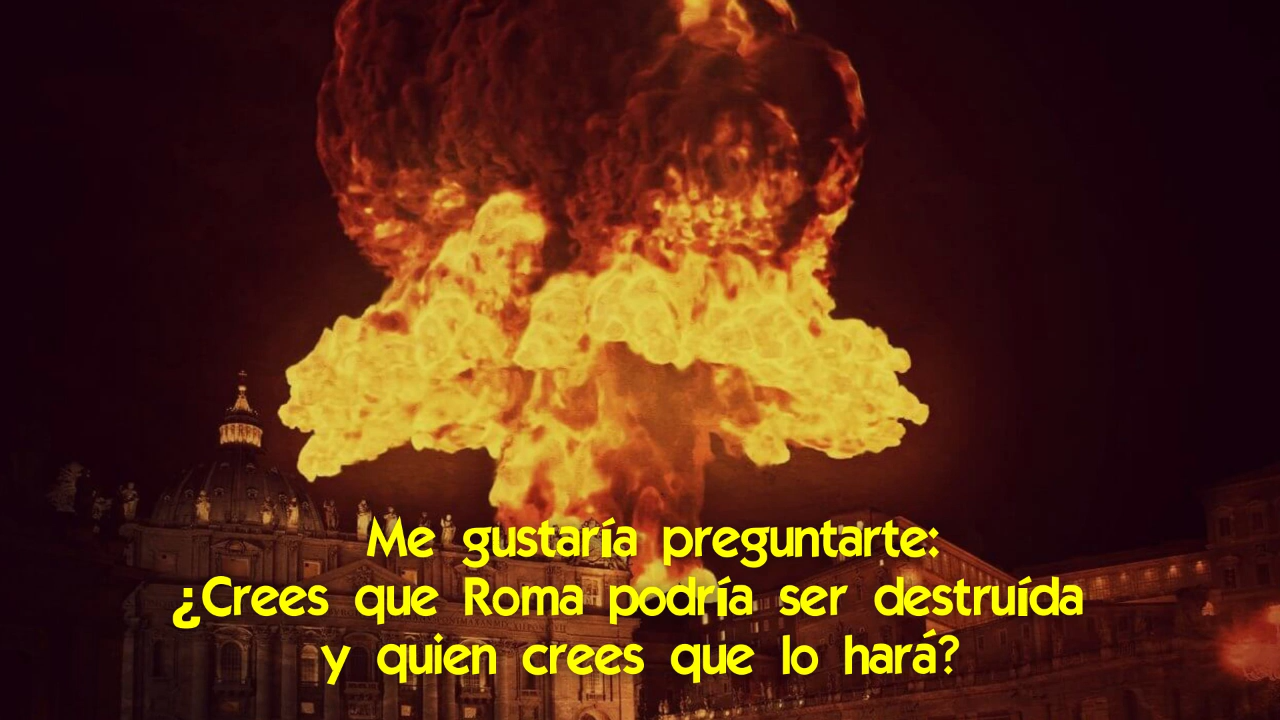 Me gustaría preguntarte:
¿Crees que Roma podría ser destruída
y quien crees que lo hará?